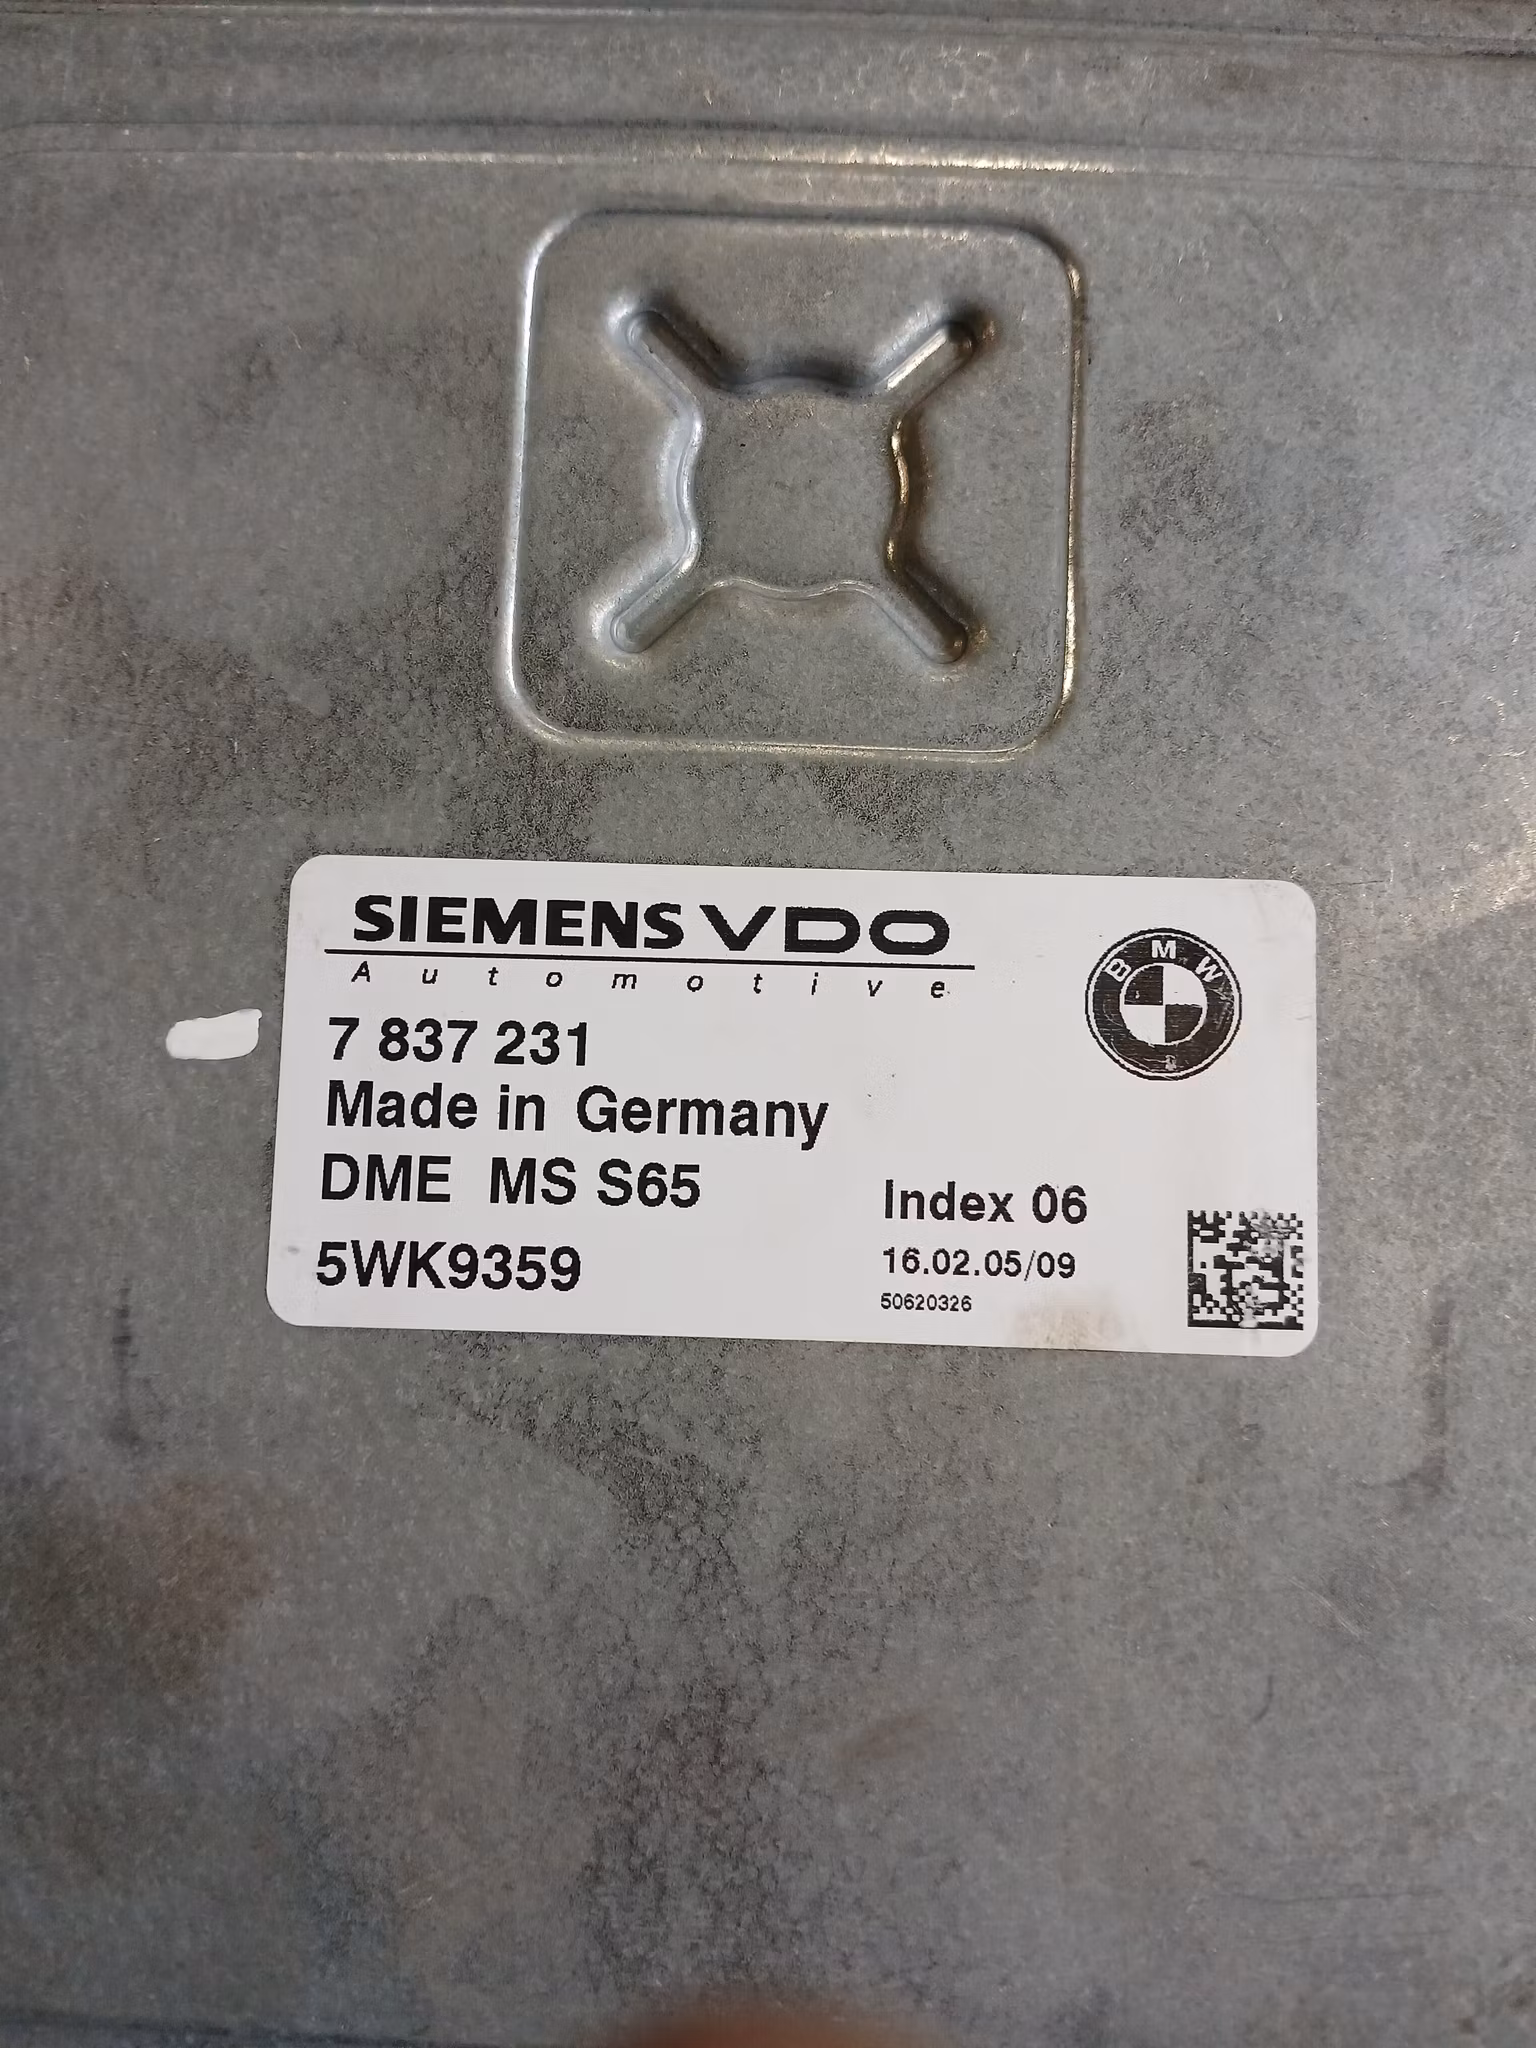 SIEMENS VDO
Automotive
BMW
7 837 231
Made in Germany
DME MS S65
Index 06
5WK9359
16.02.05/09
50620326